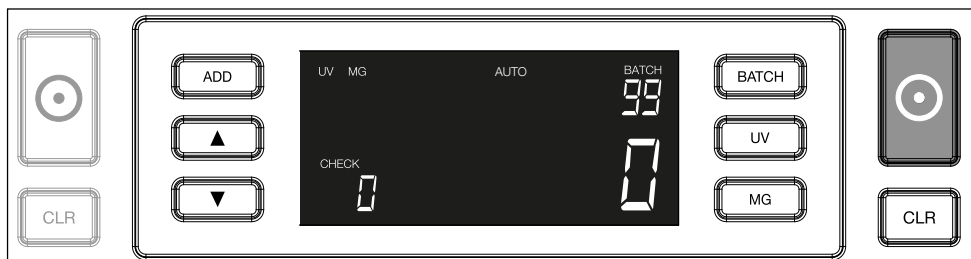 ADD
UV MG AUTO BATCH
99
BATCH
▲
UV
CHECK
0
0
▼
MG
CLR
CLR